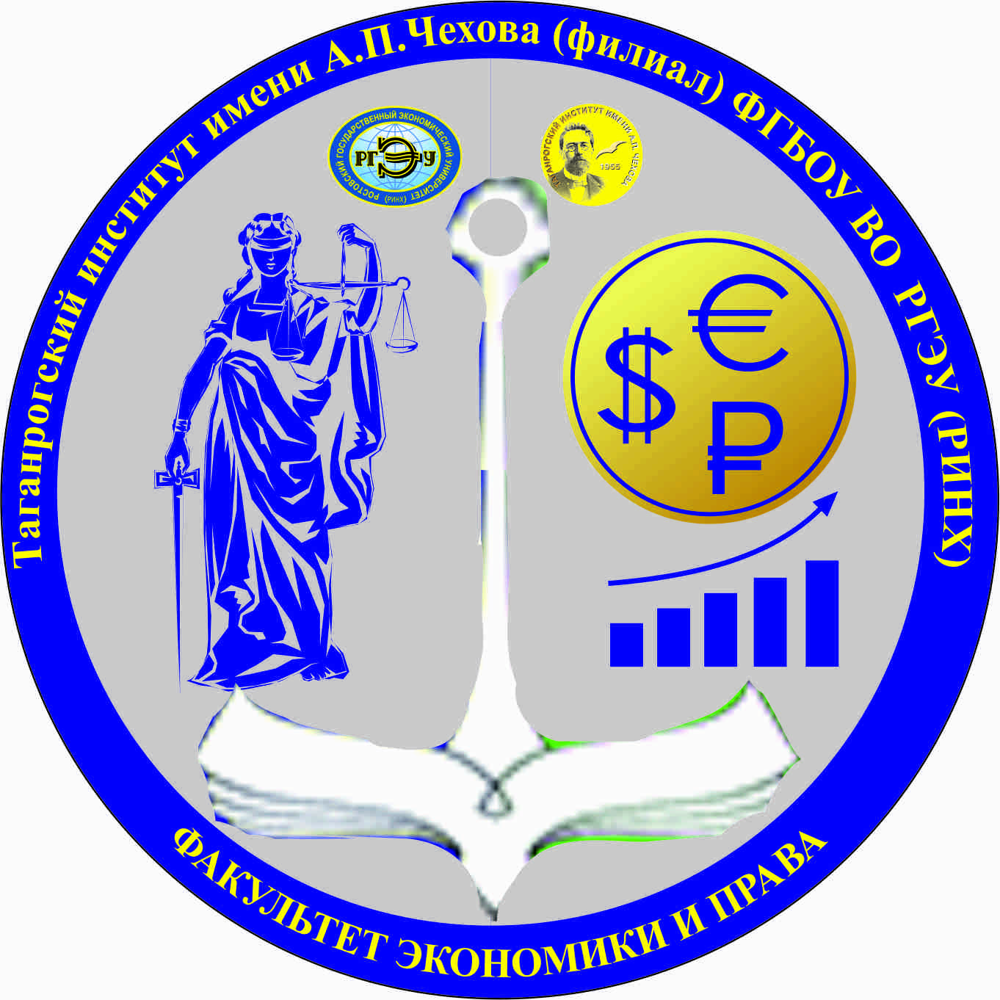 Таганрогский институт имени А.П.Чехова (филиал) ФГБОУ ВО РГЭУ (РИНХ)
РОСТОВСКИЙ ГОСУДАРСТВЕННЫЙ ЭКОНОМИЧЕСКИЙ УНИВЕРСИТЕТ (РИНХ)
РГЭУ
ТАГАНРОГСКИЙ ИНСТИТУТ ИМЕНИ А.П. ЧЕХОВА
1955
€
$
₽
ФАКУЛЬТЕТ ЭКОНОМИКИ И ПРАВА